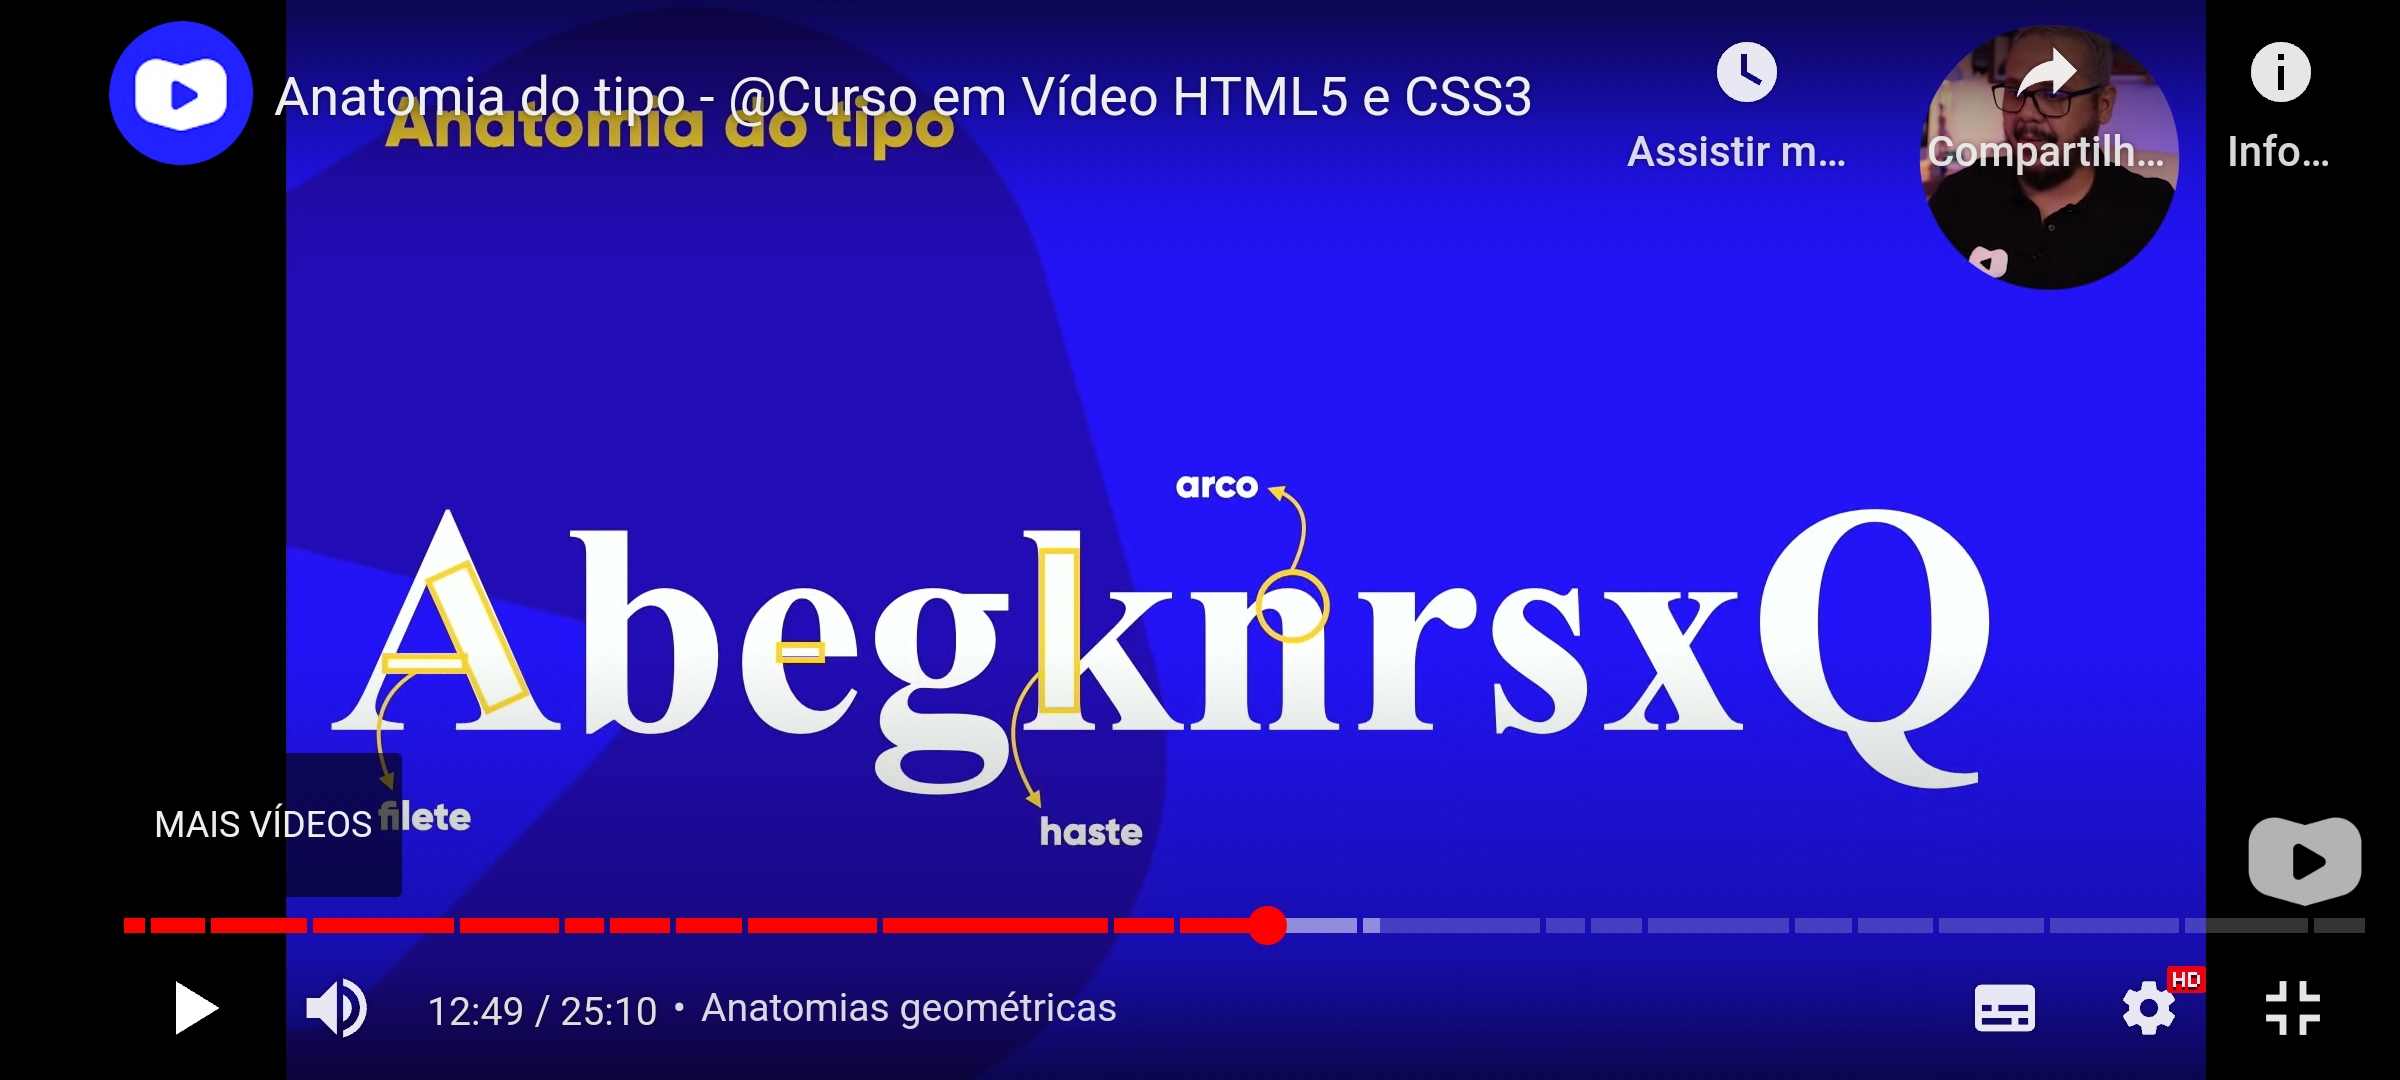 Anatomia do tipo - @Curso em Vídeo HTML5 e CSS3
Anatomia do tipo
Assistir m...
Compartilh...
Info...
arco
AbegknrsxQ
MAIS VÍDEOS
filete
haste
HD
12:49 / 25:10 • Anatomias geométricas